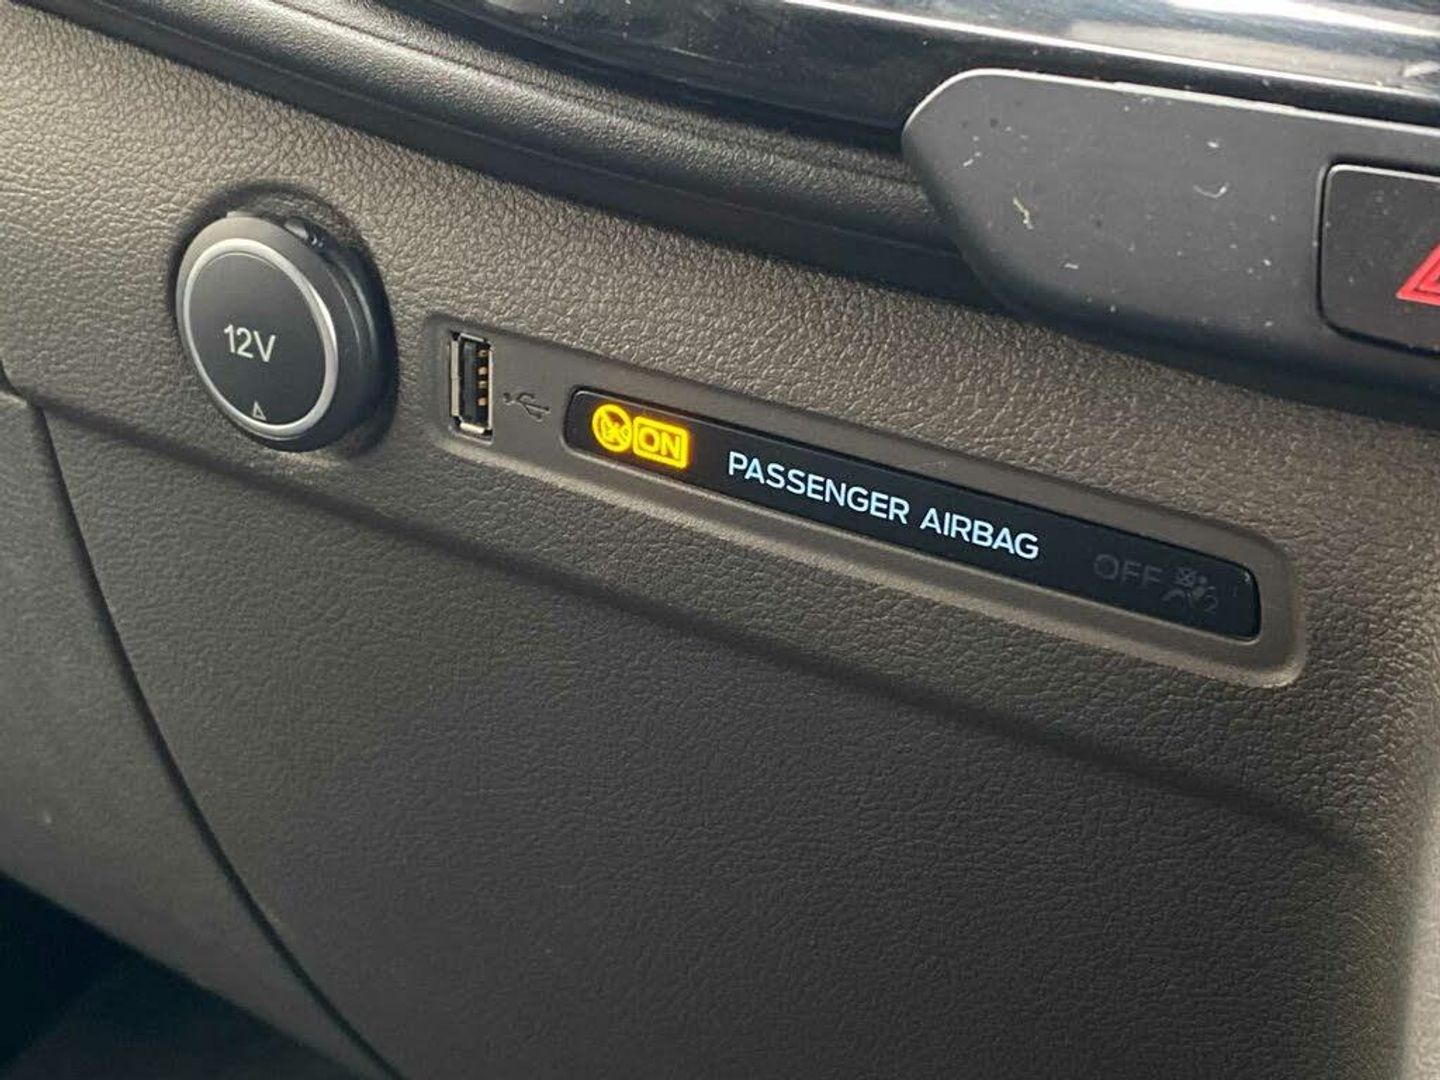 12V
ON PASSENGER AIRBAG OFF